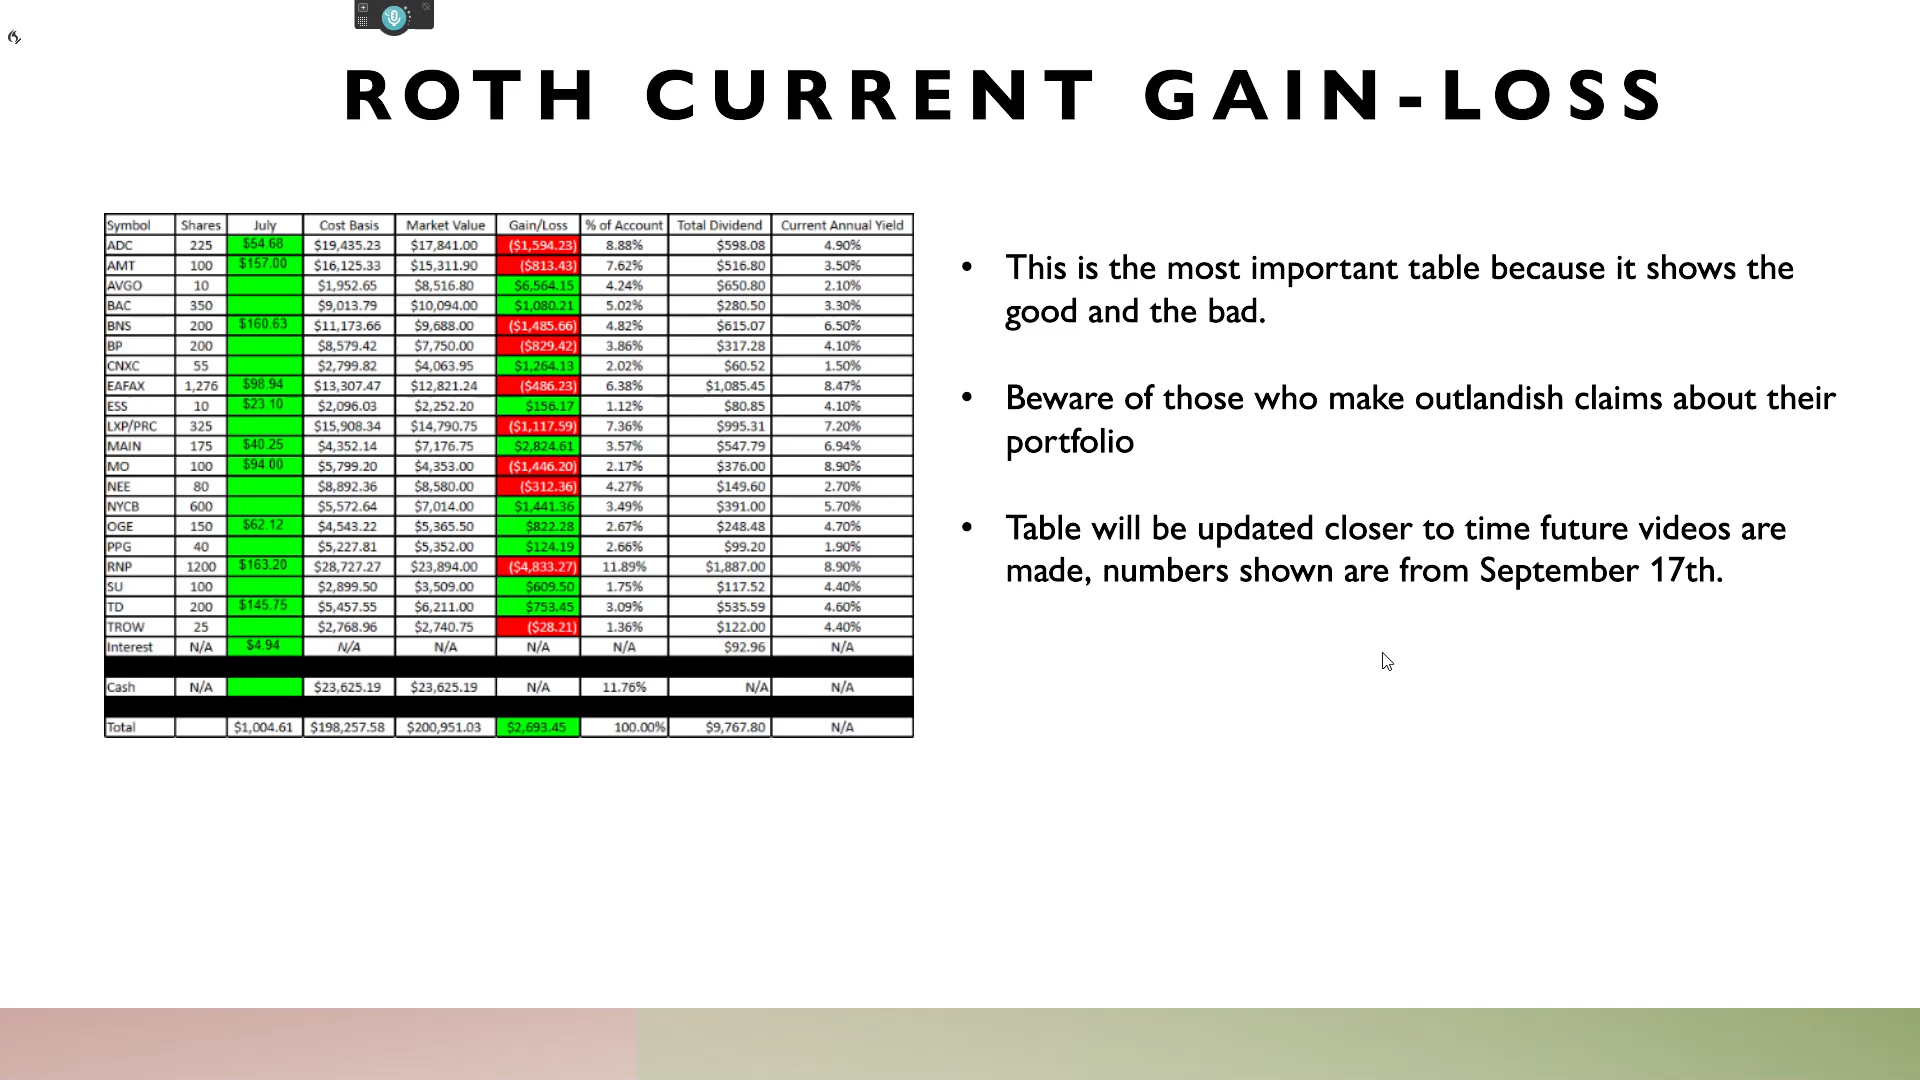 ROTH CURRENT GAIN-LOSS
Symbol Shares July Cost Basis Market Value Gain/Loss % of Account Total Dividend Current Annual Yield
ADC 225 $54.68 $19,435.23 $17,841.00 ($1,594.23) 8.88% $598.08 4.90%
AMT 100 $157.00 $16,125.33 $15,311.90 ($813.43) 7.62% $516.80 3.50%
AVGO 10 $1,952.65 $8,516.80 $6,564.15 4.24% $650.80 2.10%
BAC 350 $9,013.79 $10,094.00 $1,080.21 5.02% $280.50 3.30%
BNS 200 $160.63 $11,173.66 $9,688.00 ($1,485.66) 4.82% $615.07 6.50%
BP 200 $8,579.42 $7,750.00 ($829.42) 3.86% $317.28 4.10%
CNXC 55 $2,799.82 $4,063.95 $1,264.13 2.02% $60.52 1.50%
EAFAX 1,276 $98.94 $13,307.47 $12,821.24 ($486.23) 6.38% $1,085.45 8.47%
ESS 10 $23.10 $2,096.03 $2,252.20 $156.17 1.12% $80.85 4.10%
LXP/PRC 325 $15,908.34 $14,790.75 ($1,117.59) 7.36% $995.31 7.20%
MAIN 175 $40.25 $4,352.14 $7,176.75 $2,824.61 3.57% $547.79 6.94%
MO 100 $94.00 $5,799.20 $4,353.00 ($1,446.20) 2.17% $376.00 8.90%
NEE 80 $8,892.36 $8,580.00 ($312.36) 4.27% $149.60 2.70%
NYCB 600 $5,572.64 $7,014.00 $1,441.36 3.49% $391.00 5.70%
OGE 150 $62.12 $4,543.22 $5,365.50 $822.28 2.67% $248.48 4.70%
PPG 40 $5,227.81 $5,352.00 $124.19 2.66% $99.20 1.90%
RNP 1200 $163.20 $28,727.27 $23,894.00 ($4,833.27) 11.89% $1,887.00 8.90%
SU 100 $2,899.50 $3,509.00 $609.50 1.75% $117.52 4.40%
TD 200 $145.75 $5,457.55 $6,211.00 $753.45 3.09% $535.59 4.60%
TROW 25 $2,768.96 $2,740.75 ($28.21) 1.36% $122.00 4.40%
Interest N/A $4.94 N/A N/A N/A N/A $92.96 N/A
Cash N/A $23,625.19 $23,625.19 N/A 11.76% N/A N/A
Total $1,004.61 $198,257.58 $200,951.03 $2,693.45 100.00% $9,767.80 N/A
• This is the most important table because it shows the
good and the bad.
• Beware of those who make outlandish claims about their
portfolio
• Table will be updated closer to time future videos are
made, numbers shown are from September 17th.